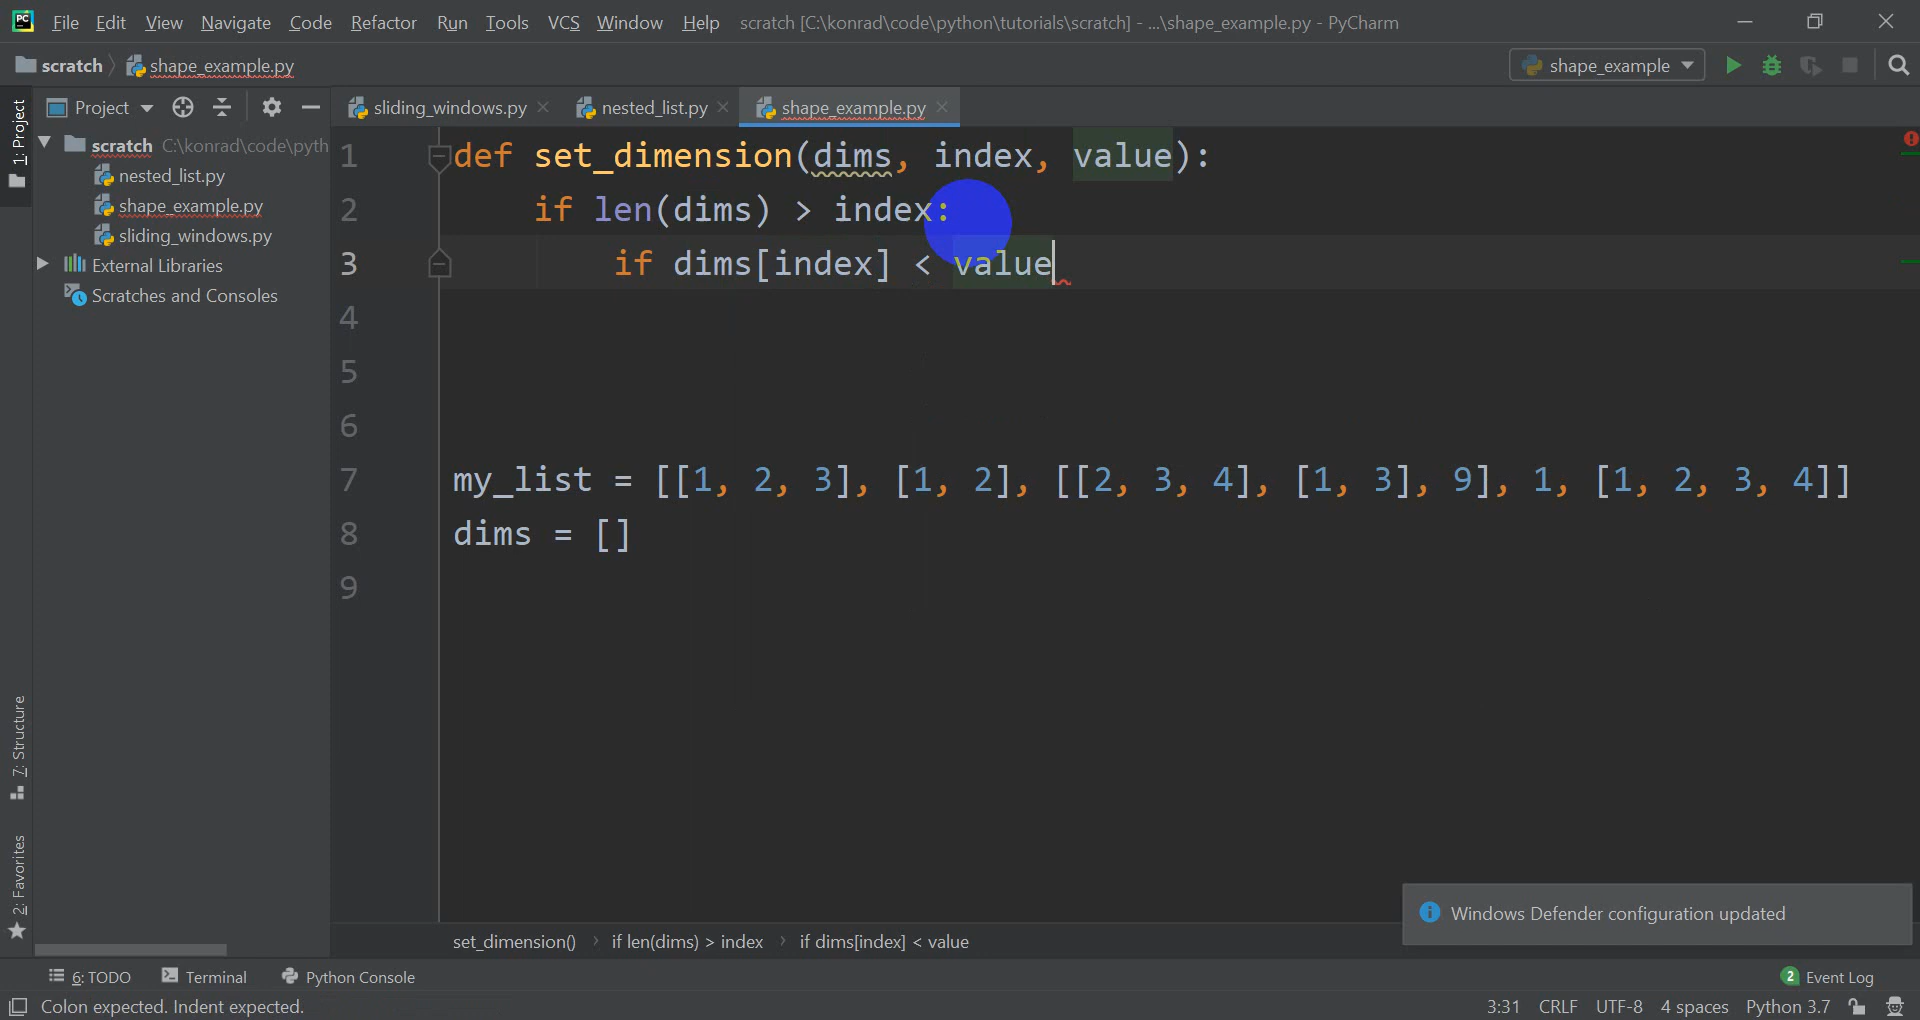 File Edit View Navigate Code Refactor Run Tools VCS Window Help scratch [C:\konrad\code\python\tutorials\scratch] - ...\shape_example.py - PyCharm
scratch shape_example.py shape_example
1: Project
Project
sliding_windows.py nested_list.py shape_example.py
scratch C:\konrad\code\pyth
nested_list.py
shape_example.py
sliding_windows.py
External Libraries
Scratches and Consoles
1 def set_dimension(dims, index, value):
2 if len(dims) > index:
3 if dims[index] < value
4
5
6
7 my_list = [[1, 2, 3], [1, 2], [[2, 3, 4], [1, 3], 9], 1, [1, 2, 3, 4]]
8 dims = []
9
7: Structure
2: Favorites
Windows Defender configuration updated
set_dimension() if len(dims) > index if dims[index] < value
6: TODO Terminal Python Console 2 Event Log
Colon expected. Indent expected. 3:31 CRLF UTF-8 4 spaces Python 3.7